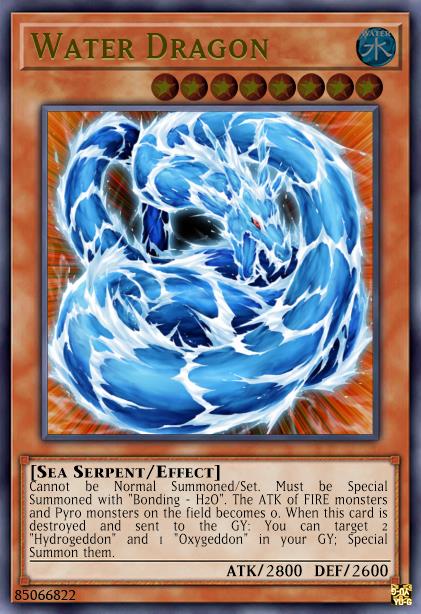 WATER DRAGON
WATER
水
[SEA SERPENT/EFFECT]
Cannot be Normal Summoned/Set. Must be Special
Summoned with "Bonding - H2O". The ATK of FIRE monsters
and Pyro monsters on the field becomes 0. When this card is
destroyed and sent to the GY: You can target 2
"Hydrogeddon" and 1 "Oxygeddon" in your GY; Special
Summon them.
ATK/2800 DEF/2600
85066822